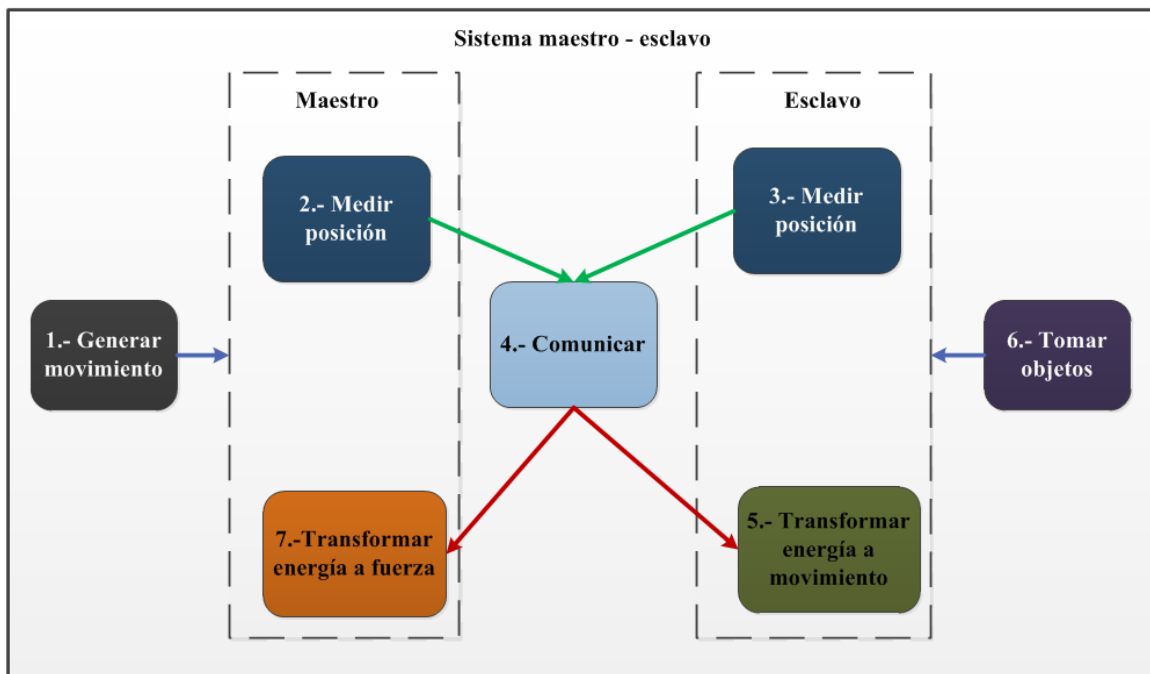 Sistema maestro - esclavo
Maestro
Esclavo
2.- Medir
posición
3.- Medir
posición
1.- Generar
movimiento
4.- Comunicar
6.- Tomar
objetos
7.-Transformar
energía a fuerza
5.- Transformar
energía a
movimiento